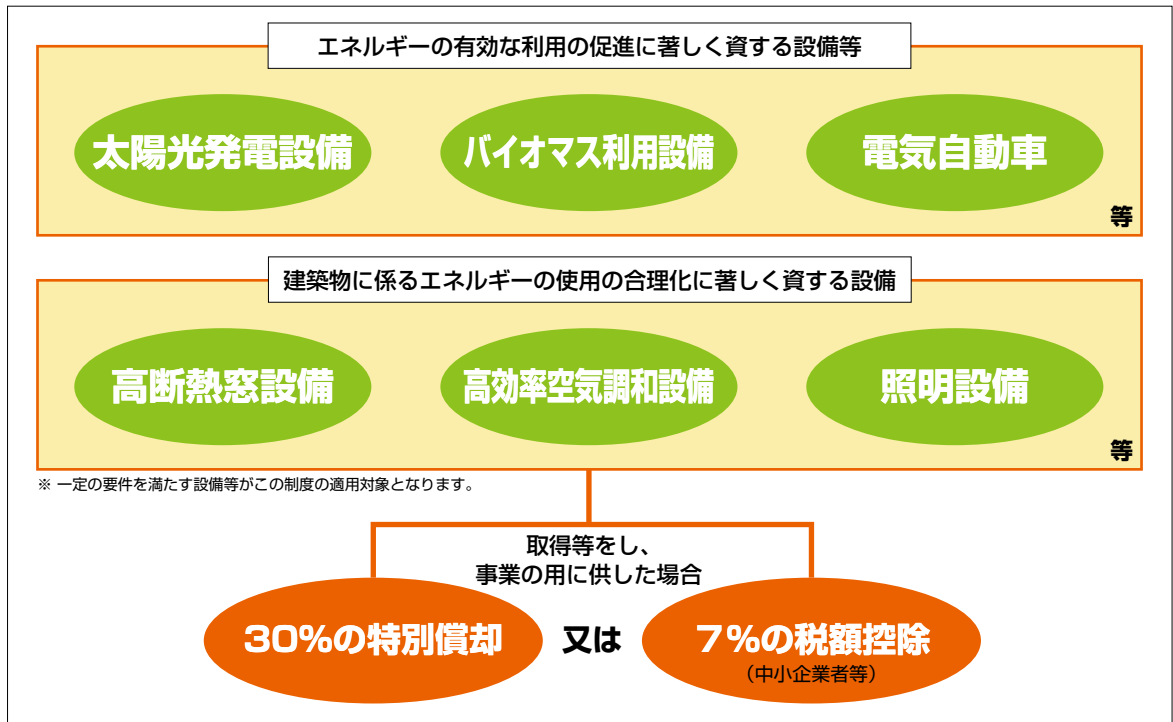 エネルギーの有効な利用の促進に著しく資する設備等
太陽光発電設備
バイオマス利用設備
電気自動車
等
建築物に係るエネルギーの使用の合理化に著しく資する設備
高断熱窓設備
高効率空気調和設備
照明設備
等
※ 一定の要件を満たす設備等がこの制度の適用対象となります。
取得等をし、
事業の用に供した場合
30%の特別償却
又は
7%の税額控除
（中小企業者等）